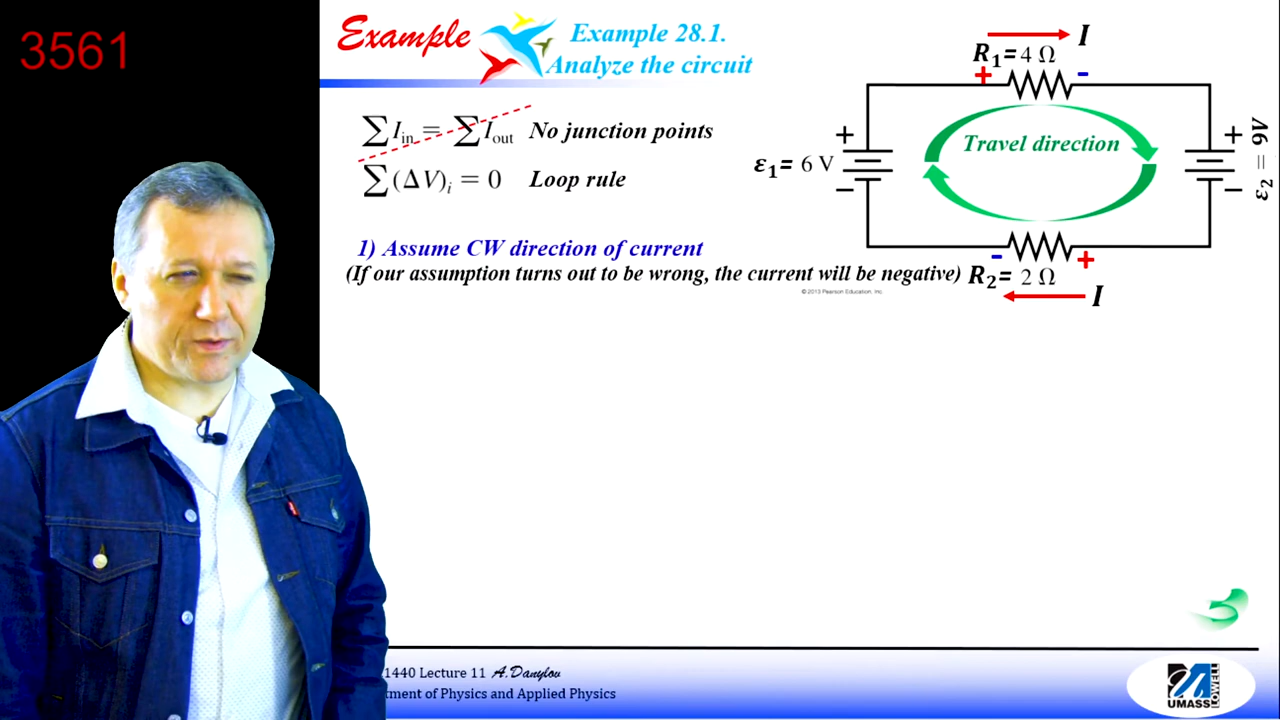 3561
Example
Example 28.1.
Analyze the circuit
∑ I_in = ∑ I_out No junction points
∑ (ΔV)_i = 0 Loop rule
1) Assume CW direction of current
(If our assumption turns out to be wrong, the current will be negative)
I
R₁= 4 Ω
+ -
Travel direction
+
ε₁= 6 V
−
+
ε₂ = 9V
−
- +
R₂= 2 Ω
I
© 2013 Pearson Education, Inc.
1440 Lecture 11 A.Danylov
ment of Physics and Applied Physics
UMASS
LOWELL